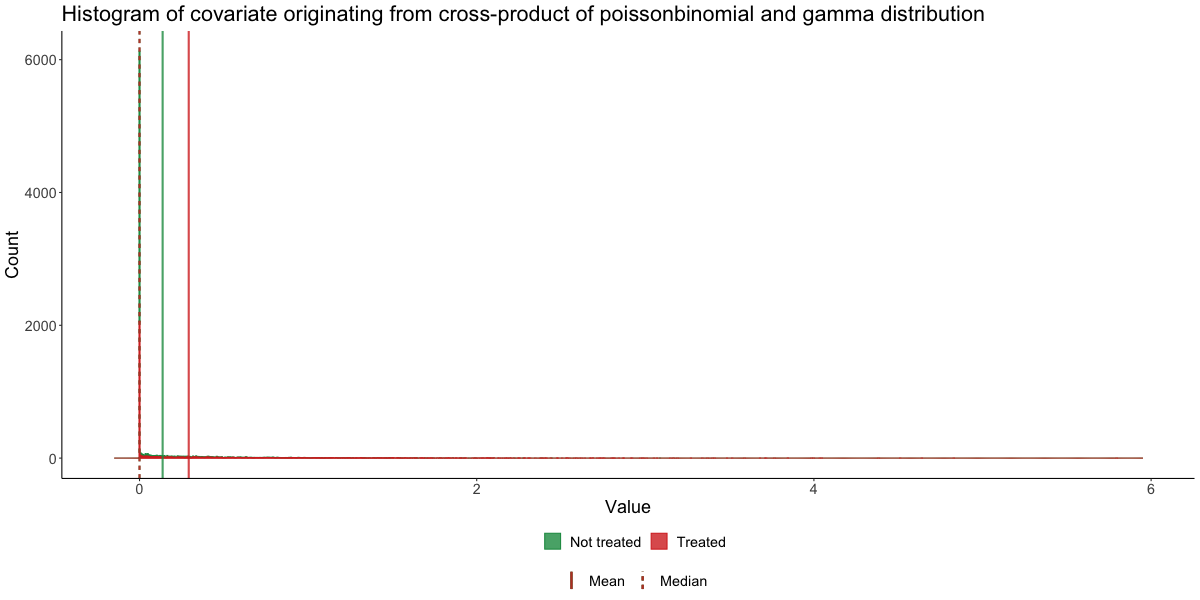 Histogram of covariate originating from cross-product of poissonbinomial and gamma distribution
6000
4000
2000
0
Count
0 2 4 6
Value
Not treated Treated
Mean Median